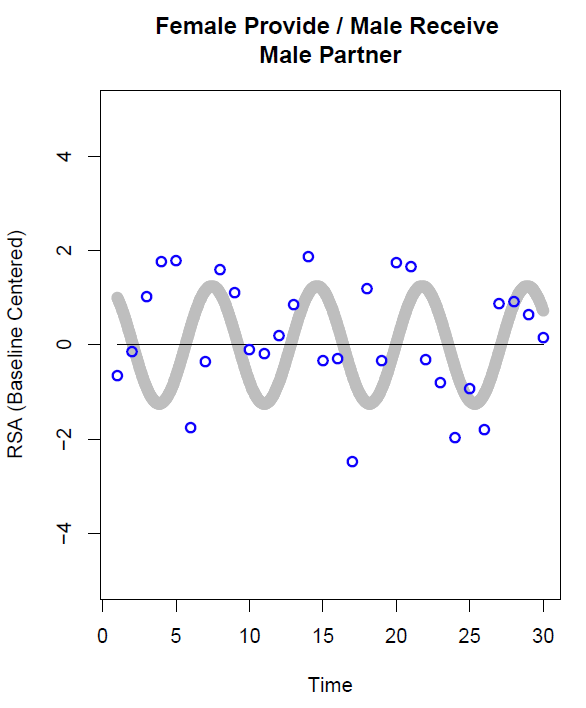 Female Provide / Male Receive
Male Partner
RSA (Baseline Centered)
4
2
0
−2
−4
0 5 10 15 20 25 30
Time